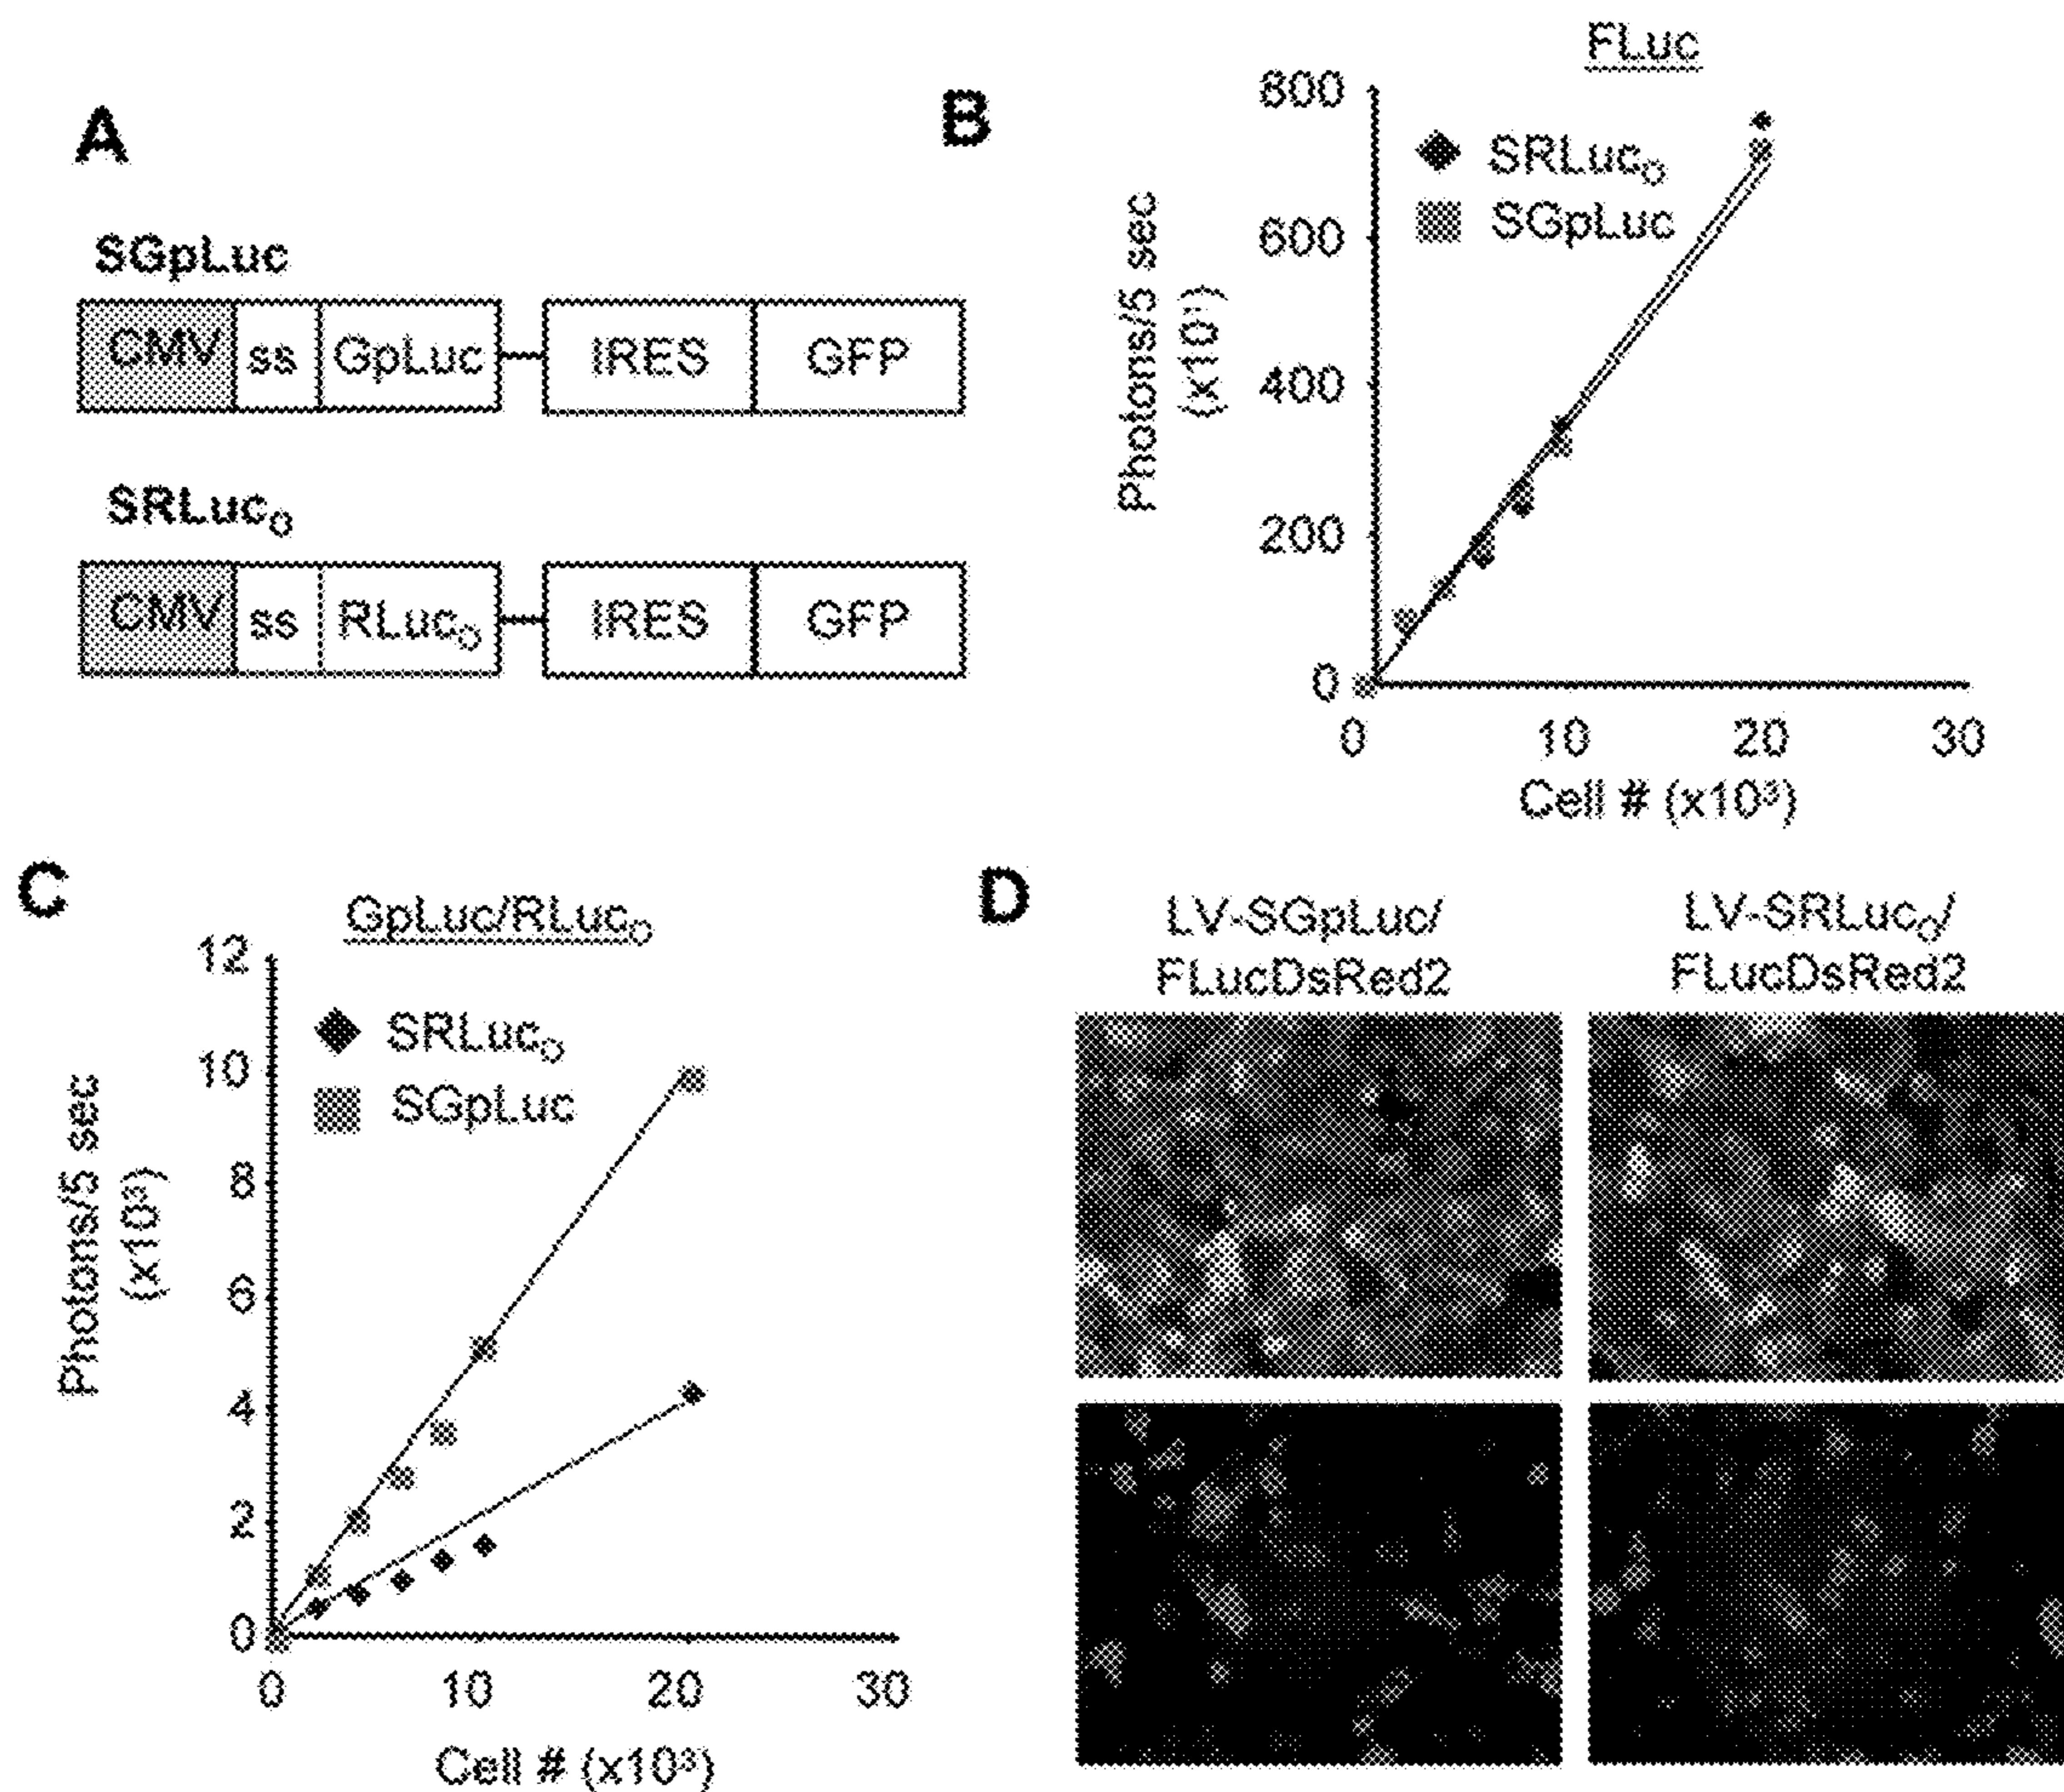 A
SGpLuc
CMV ss GpLuc IRES GFP
SRLucO
CMV ss RLucO IRES GFP
B
FLuc
800
600
400
200
0
SRLucO
SGpLuc
Photons/5 sec
0 10 20 30
Cell # (x10³)
C
GpLuc/RLucO
12
10
8
6
4
2
0
SRLucO
SGpLuc
Photons/5 sec
(x10³)
0 10 20 30
Cell # (x10³)
D
LV-SGpLuc/
FLucDsRed2
LV-SRLucO/
FLucDsRed2